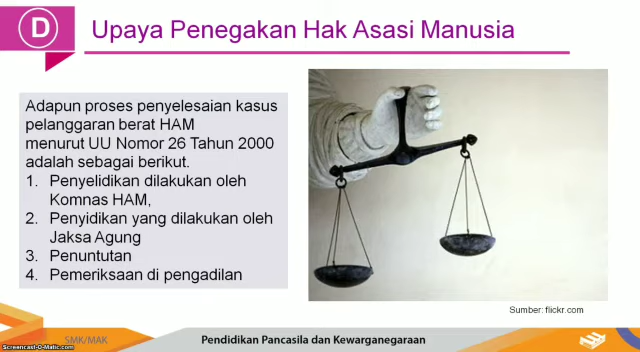 D
Upaya Penegakan Hak Asasi Manusia
Adapun proses penyelesaian kasus
pelanggaran berat HAM
menurut UU Nomor 26 Tahun 2000
adalah sebagai berikut.
1. Penyelidikan dilakukan oleh
Komnas HAM,
2. Penyidikan yang dilakukan oleh
Jaksa Agung
3. Penuntutan
4. Pemeriksaan di pengadilan
Sumber: flickr.com
SMK/MAK
Pendidikan Pancasila dan Kewarganegaraan
Screencast-O-Matic.com